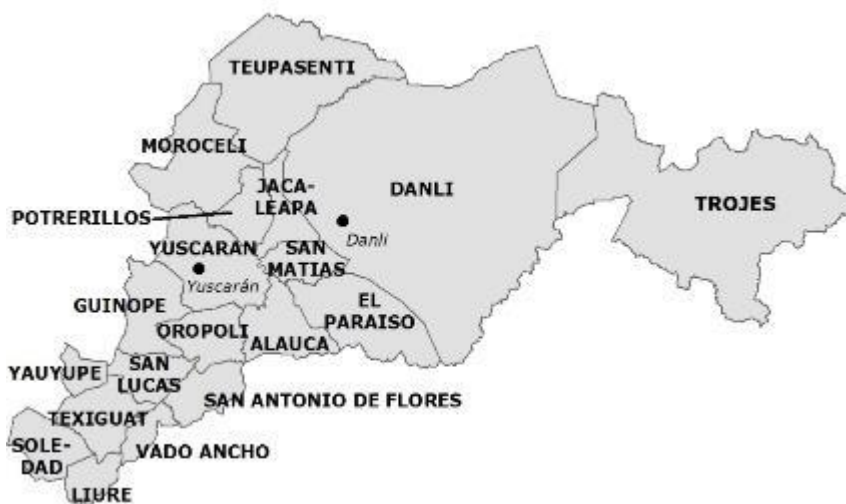 TEUPASENTI
MOROCELI
JACA-
LEAPA
DANLI
TROJES
POTRERILLOS
Danlí
YUSCARAN
SAN
MATIAS
Yuscarán
GUINOPE
EL
PARAISO
OROPOLI
ALAUCA
YAUYUPE
SAN
LUCAS
SAN ANTONIO DE FLORES
TEXIGUAT
SOLE-
DAD
VADO ANCHO
LIURE